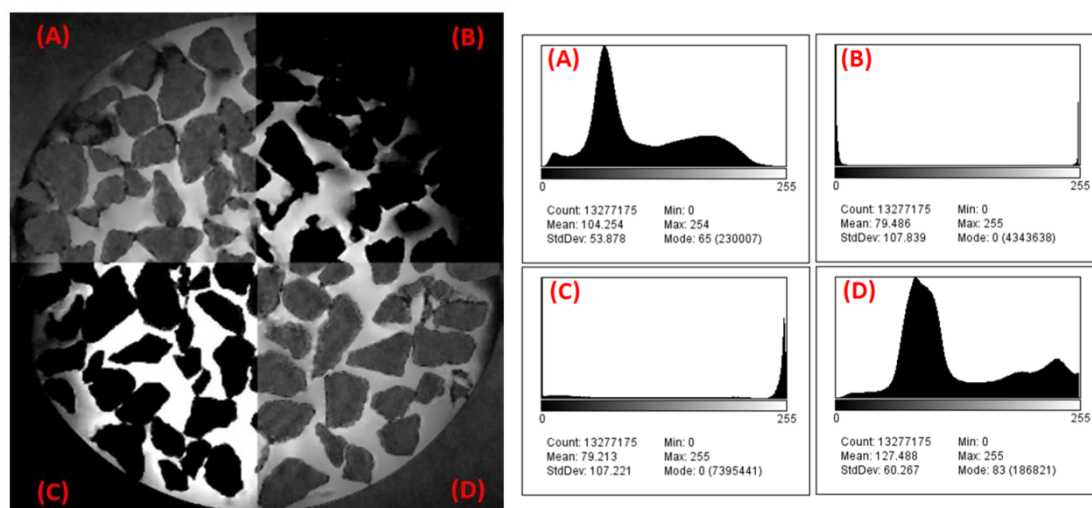 (A)
(B)
(C)
(D)
(A)
0 255
Count: 13277175 Min: 0
Mean: 104.254 Max: 254
StdDev: 53.878 Mode: 65 (230007)
(B)
0 255
Count: 13277175 Min: 0
Mean: 79.486 Max: 255
StdDev: 107.839 Mode: 0 (4343638)
(C)
0 255
Count: 13277175 Min: 0
Mean: 79.213 Max: 255
StdDev: 107.221 Mode: 0 (7395441)
(D)
0 255
Count: 13277175 Min: 0
Mean: 127.488 Max: 255
StdDev: 60.267 Mode: 83 (186821)